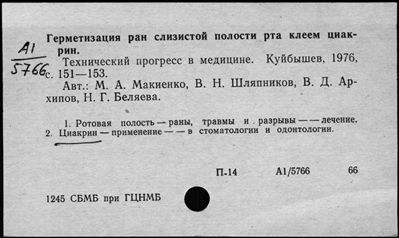 Герметизация ран слизистой полости рта клеем циак-
рин.
А1
5766
Технический прогресс в медицине. Куйбышев, 1976,
с. 151—153.
Авт.: М. А. Макиенко, В. Н. Шляпников, В. Д. Ар-
хипов, Н. Г. Беляева.
1. Ротовая полость — раны, травмы и разрывы — — лечение.
2. Циакрин — применение — — в стоматологии и одонтологии.
П-14 А1/5766 66
1245 СБМБ при ГЦНМБ